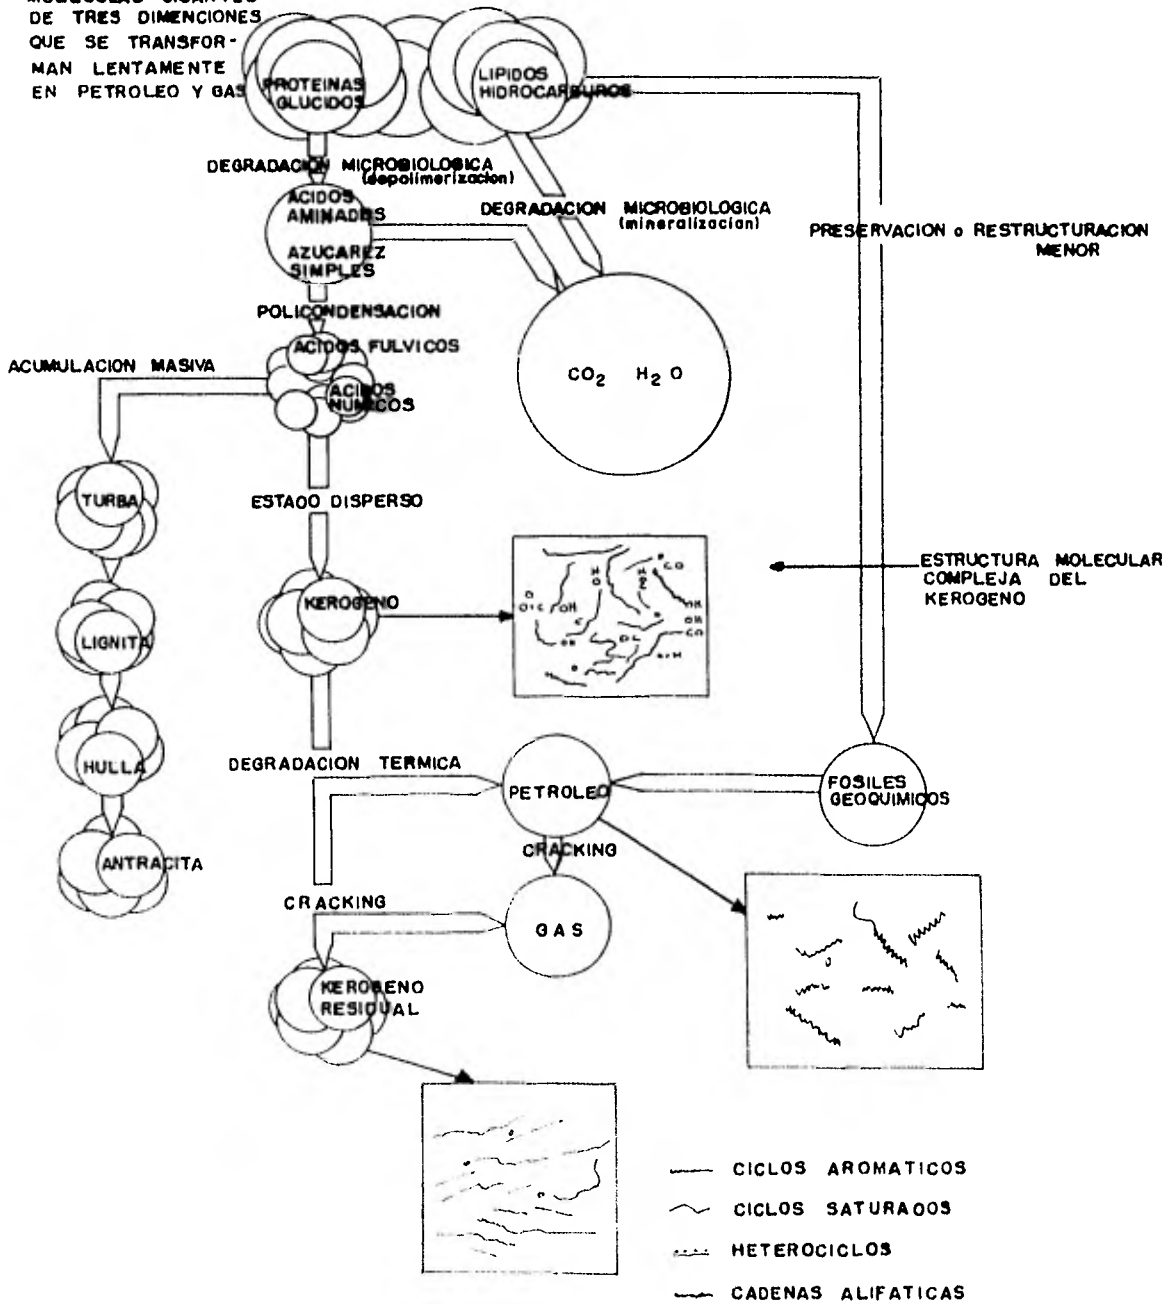 DE TRES DIMENCIONES
QUE SE TRANSFOR-
MAN LENTAMENTE
EN PETROLEO Y GAS
PROTEINAS
GLUCIDOS
LIPIDOS
HIDROCARBUROS
DEGRADACION MICROBIOLOGICA
(depolimerizacion)
ACIDOS
AMINADOS
AZUCAREZ
SIMPLES
DEGRADACION MICROBIOLOGICA
(mineralizacion)
PRESERVACION o RESTRUCTURACION
MENOR
POLICONDENSACION
ACIDOS FULVICOS
ACIDOS
HUMICOS
CO2 H2O
ACUMULACION MASIVA
TURBA
LIGNITA
HULLA
ANTRACITA
ESTADO DISPERSO
KEROGENO
ESTRUCTURA MOLECULAR
COMPLEJA DEL
KEROGENO
DEGRADACION TERMICA
PETROLEO
FOSILES
GEOQUIMICOS
CRACKING
GAS
CRACKING
KEROGENO
RESIDUAL
CICLOS AROMATICOS
CICLOS SATURADOS
HETEROCICLOS
CADENAS ALIFATICAS